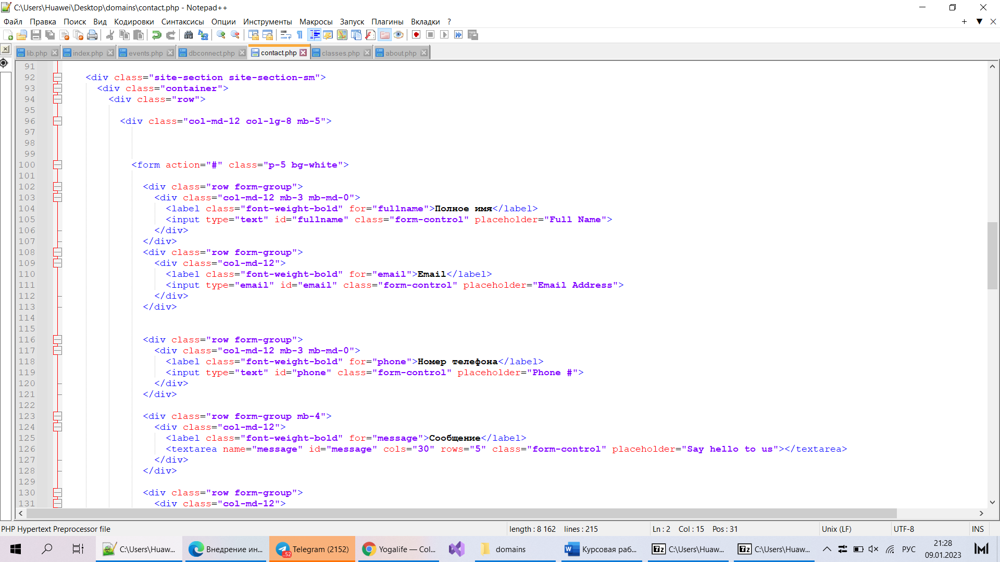 C:\Users\Huawei\Desktop\domains\contact.php - Notepad++
Файл Правка Поиск Вид Кодировки Синтаксисы Опции Инструменты Макросы Запуск Плагины Вкладки ?
lib.php index.php events.php dbconnect.php contact.php classes.php about.php
91
92 <div class="site-section site-section-sm">
93 <div class="container">
94 <div class="row">
95
96 <div class="col-md-12 col-lg-8 mb-5">
97
98
99
100 <form action="#" class="p-5 bg-white">
101
102 <div class="row form-group">
103 <div class="col-md-12 mb-3 mb-md-0">
104 <label class="font-weight-bold" for="fullname">Полное имя</label>
105 <input type="text" id="fullname" class="form-control" placeholder="Full Name">
106 </div>
107 </div>
108 <div class="row form-group">
109 <div class="col-md-12">
110 <label class="font-weight-bold" for="email">Email</label>
111 <input type="email" id="email" class="form-control" placeholder="Email Address">
112 </div>
113 </div>
114
115
116 <div class="row form-group">
117 <div class="col-md-12 mb-3 mb-md-0">
118 <label class="font-weight-bold" for="phone">Номер телефона</label>
119 <input type="text" id="phone" class="form-control" placeholder="Phone #">
120 </div>
121 </div>
122
123 <div class="row form-group mb-4">
124 <div class="col-md-12">
125 <label class="font-weight-bold" for="message">Сообщение</label>
126 <textarea name="message" id="message" cols="30" rows="5" class="form-control" placeholder="Say hello to us"></textarea>
127 </div>
128 </div>
129
130 <div class="row form-group">
131 <div class="col-md-12">
PHP Hypertext Preprocessor file length : 8 162 lines : 215 Ln : 2 Col : 15 Pos : 31 Unix (LF) UTF-8 INS
C:\Users\Huaw... Внедрение ин... Telegram (2152) Yogalife — Col... domains Курсовая раб... C:\Users\Huaw... C:\Users\Huaw... РУС 21:28
09.01.2023